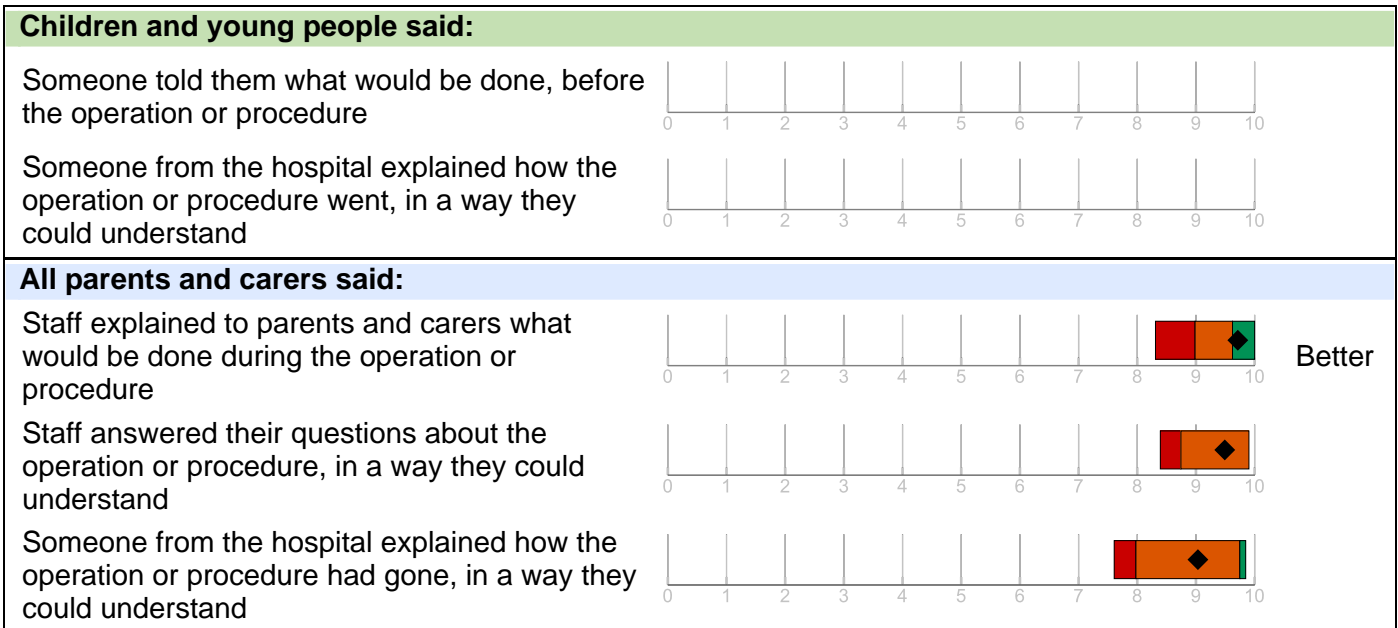 Children and young people said:
Someone told them what would be done, before
the operation or procedure
0 1 2 3 4 5 6 7 8 9 10
Someone from the hospital explained how the
operation or procedure went, in a way they
could understand
0 1 2 3 4 5 6 7 8 9 10
All parents and carers said:
Staff explained to parents and carers what
would be done during the operation or
procedure
0 1 2 3 4 5 6 7 8 9 10
Better
Staff answered their questions about the
operation or procedure, in a way they could
understand
0 1 2 3 4 5 6 7 8 9 10
Someone from the hospital explained how the
operation or procedure had gone, in a way they
could understand
0 1 2 3 4 5 6 7 8 9 10